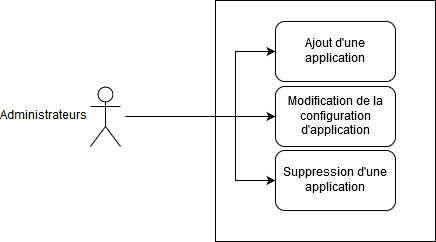 Administrateurs
Ajout d'une
application
Modification de la
configuration
d'application
Suppression d'une
application